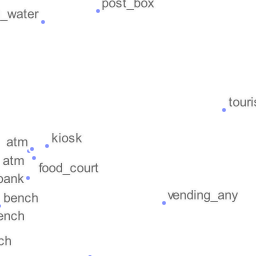 post_box
_water
touris
kiosk
atm
atm
food_court
bank
vending_any
bench
ench
ch